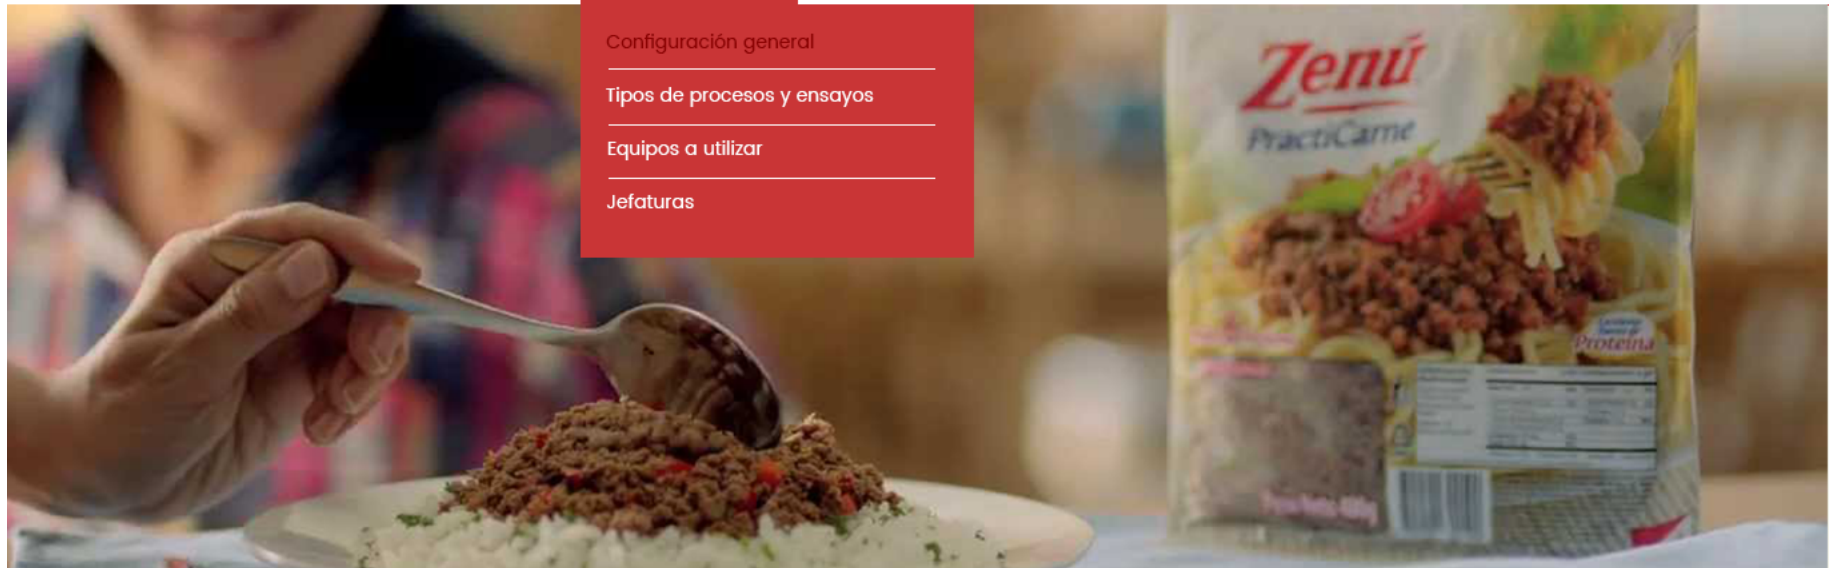 Configuración general
Tipos de procesos y ensayos
Equipos a utilizar
Jefaturas
Zenú
PractiCarne
Proteína